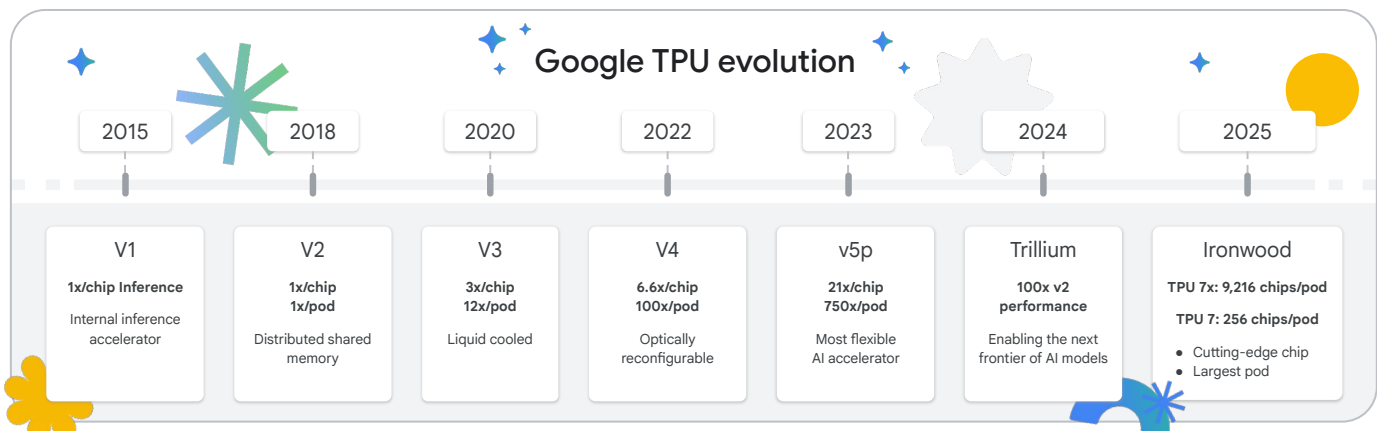 Google TPU evolution
2015
2018
2020
2022
2023
2024
2025
V1
1x/chip Inference
Internal inference
accelerator
V2
1x/chip
1x/pod
Distributed shared
memory
V3
3x/chip
12x/pod
Liquid cooled
V4
6.6x/chip
100x/pod
Optically
reconfigurable
v5p
21x/chip
750x/pod
Most flexible
AI accelerator
Trillium
100x v2
performance
Enabling the next
frontier of AI models
Ironwood
TPU 7x: 9,216 chips/pod
TPU 7: 256 chips/pod
● Cutting-edge chip
● Largest pod